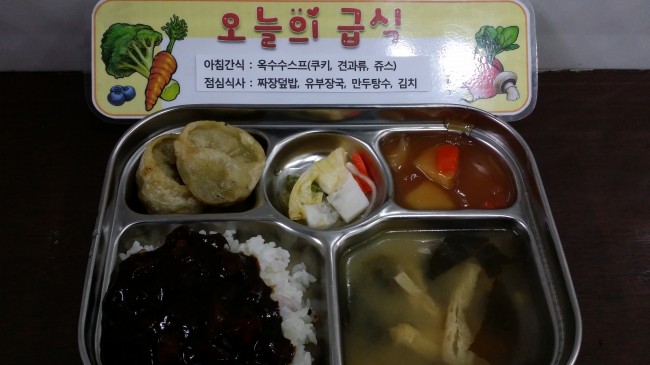 오늘의 급식
아침간식 : 옥수수스프(쿠키, 견과류, 쥬스)
점심식사 : 짜장덮밥, 유부장국, 만두탕수, 김치